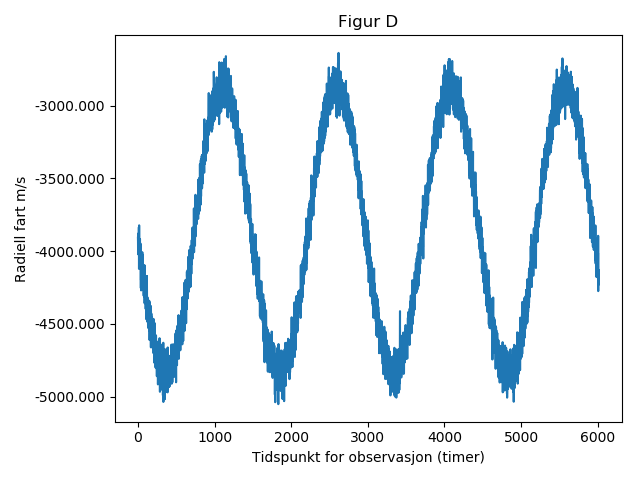 Figur D
Radiell fart m/s
-3000.000
-3500.000
-4000.000
-4500.000
-5000.000
0 1000 2000 3000 4000 5000 6000
Tidspunkt for observasjon (timer)